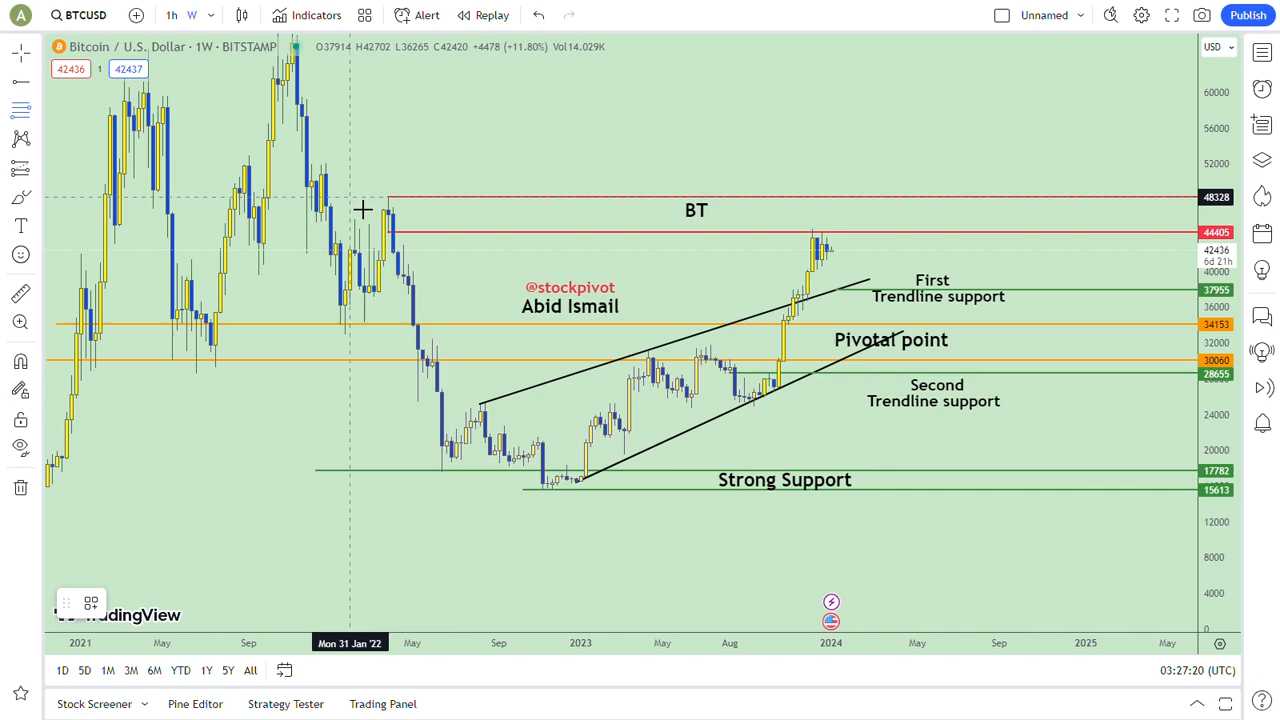 A
BTCUSD
1h
W
Indicators
Alert
Replay
Unnamed
Publish
Bitcoin / U.S. Dollar · 1W · BITSTAMP
O37914 H42702 L36265 C42420 +4478 (+11.80%) Vol14.029K
USD
42436
1
42437
60000
56000
52000
48328
BT
44405
42436
6d 21h
40000
@stockpivot
Abid Ismail
First
Trendline support
37955
36000
34153
32000
Pivotal point
30060
28655
Second
Trendline support
24000
20000
17782
Strong Support
15613
12000
8000
4000
0
TradingView
2021
May
Sep
Mon 31 Jan '22
May
Sep
2023
May
Aug
2024
May
Sep
2025
May
1D
5D
1M
3M
6M
YTD
1Y
5Y
All
03:27:20 (UTC)
Stock Screener
Pine Editor
Strategy Tester
Trading Panel